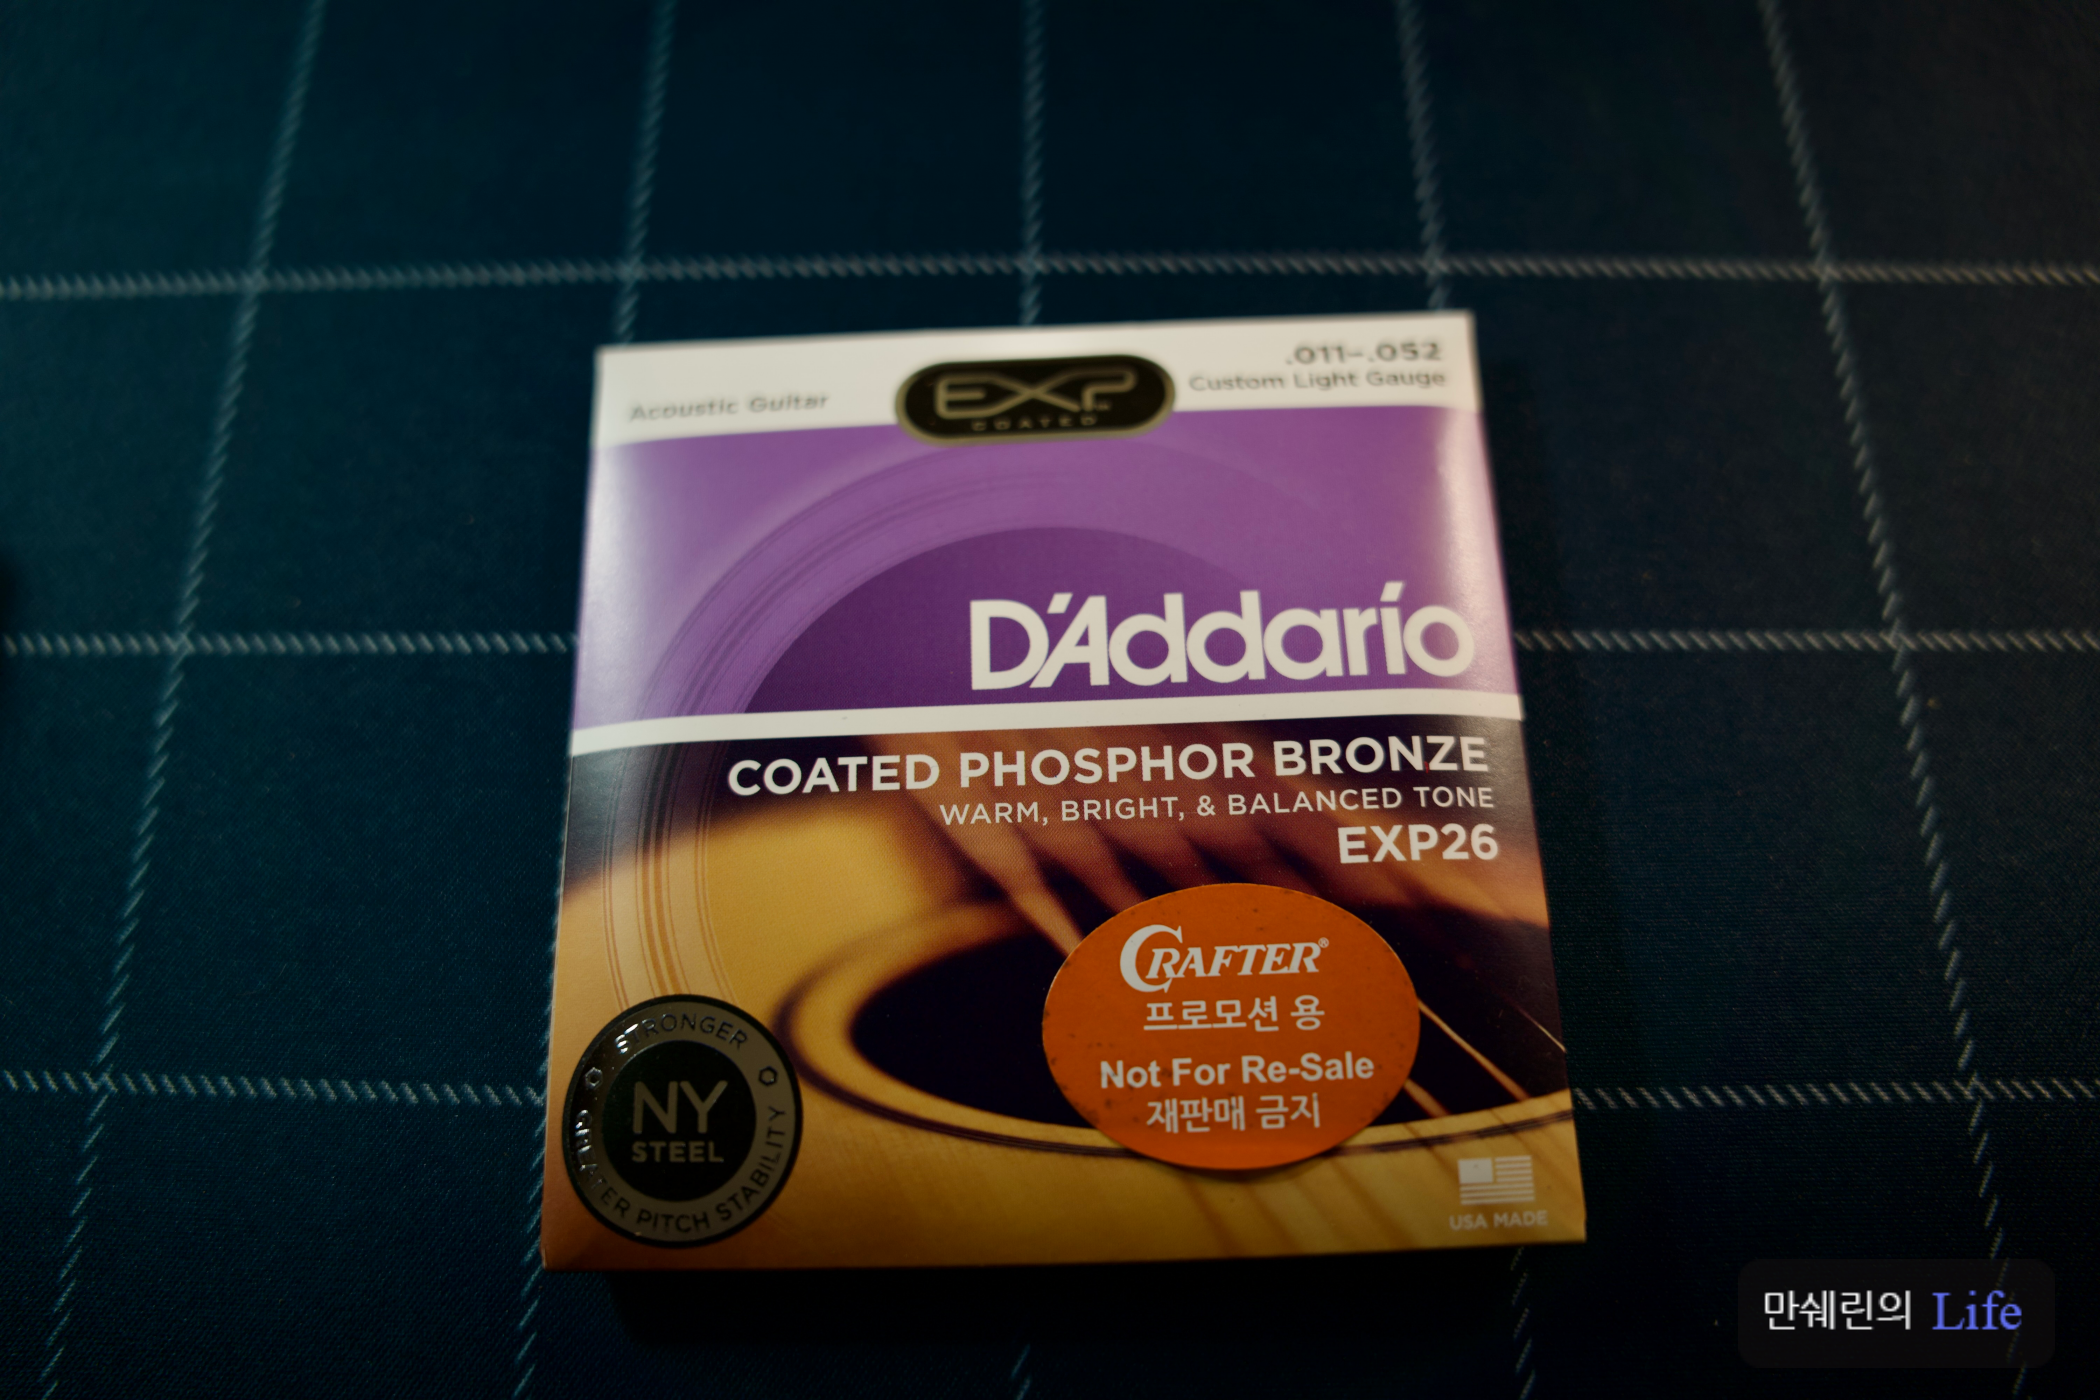 .011–.052
Acoustic Guitar
EXP
COATED
Custom Light Gauge
D'Addario
COATED PHOSPHOR BRONZE
WARM, BRIGHT, & BALANCED TONE
EXP26
CRAFTER®
프로모션 용
Not For Re-Sale
재판매 금지
STRONGER
NY
STEEL
GREATER PITCH STABILITY
USA MADE
만쉐린의 Life